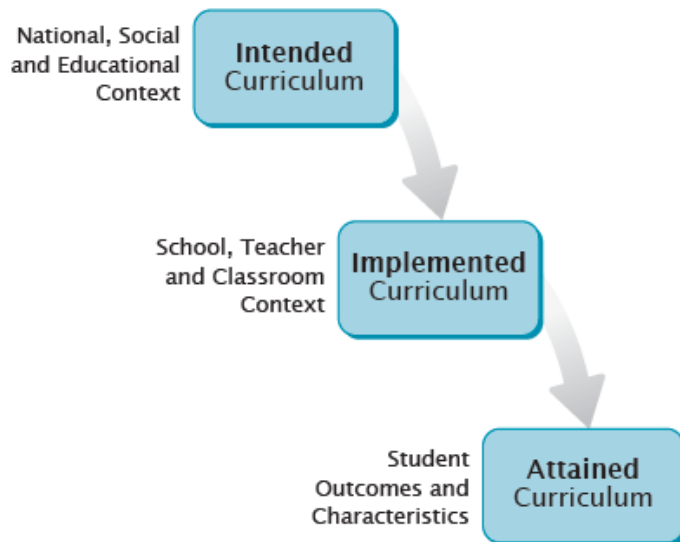 National, Social
and Educational
Context
Intended
Curriculum
School, Teacher
and Classroom
Context
Implemented
Curriculum
Student
Outcomes and
Characteristics
Attained
Curriculum